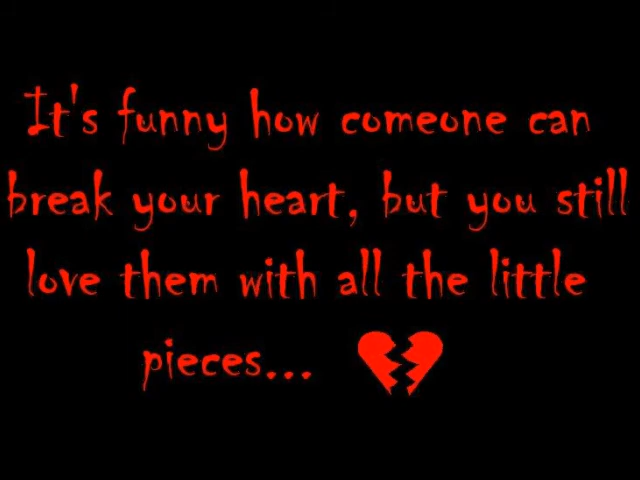 It's funny how comeone can
break your heart, but you still
love them with all the little
pieces...